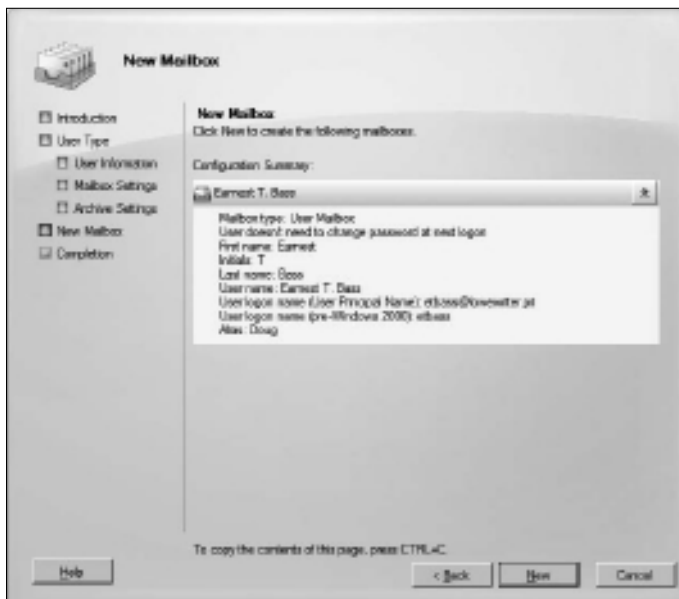 New Mailbox
Introduction
User Type
User Information
Mailbox Settings
Archive Settings
New Mailbox
Completion
New Mailbox
Click New to create the following mailboxes.
Configuration Summary:
Earnest T. Bass
Mailbox type: User Mailbox
User doesn't need to change password at next logon
First name: Earnest
Initials: T
Last name: Bass
User name: Earnest T. Bass
User logon name (User Principal Name):
User logon name (pre-Windows 2000): etbass
Alias: Doug
To copy the contents of this page, press CTRL+C.
Help
< Back
New
Cancel